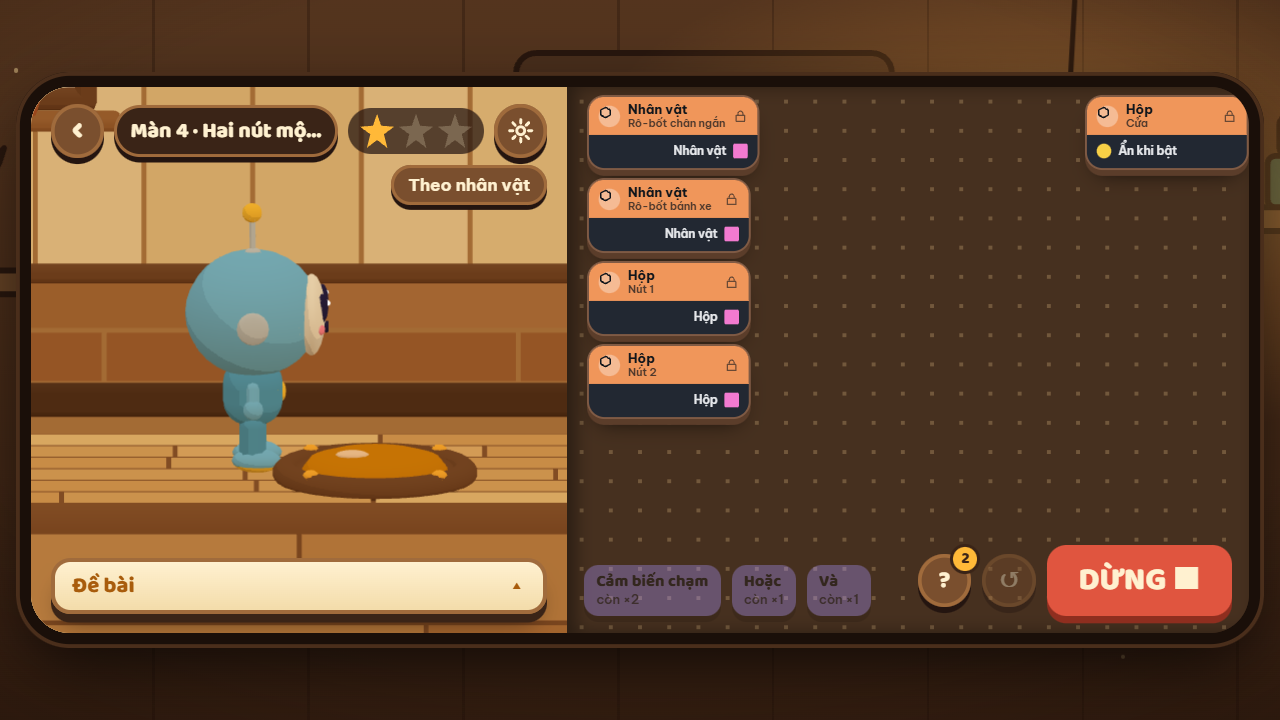 Màn 4 · Hai nút mộ...
Theo nhân vật
Nhân vật
Rô-bốt chân ngắn
Nhân vật
Nhân vật
Rô-bốt bánh xe
Nhân vật
Hộp
Nút 1
Hộp
Hộp
Nút 2
Hộp
Hộp
Cửa
Ẩn khi bật
Đề bài
Cảm biến chạm
còn ×2
Hoặc
còn ×1
Và
còn ×1
?
2
DỪNG